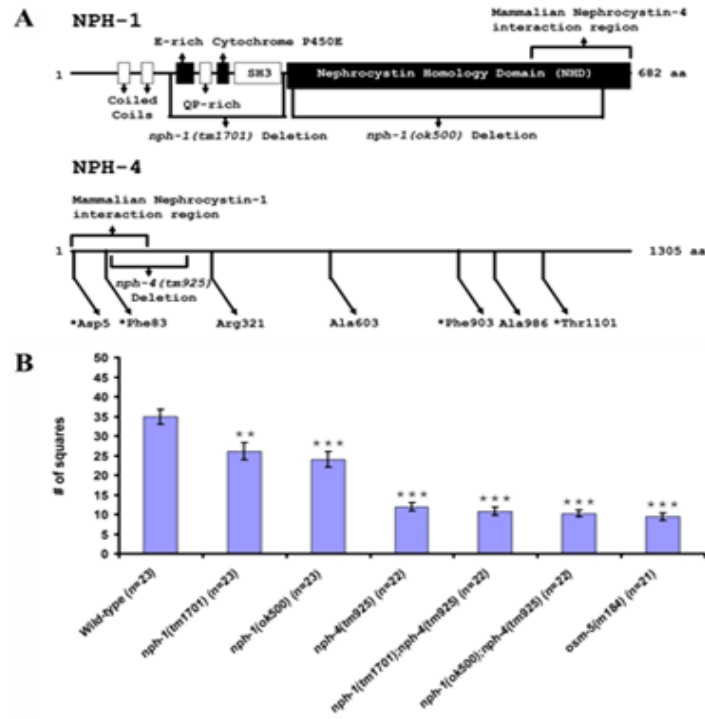 A
NPH-1
Mammalian Nephrocystin-4
interaction region
E-rich Cytochrome P450E
1
SH3
Nephrocystin Homology Domain (NHD)
682 aa
Coiled
Coils
QP-rich
nph-1(tm1701) Deletion
nph-1(ok500) Deletion
NPH-4
Mammalian Nephrocystin-1
interaction region
1
1305 aa
nph-4(tm925)
Deletion
*Asp5
*Phe83
Arg321
Ala603
*Phe903
Ala986
*Thr1101
B
# of squares
50
45
40
35
30
25
20
15
10
5
0
**
***
***
***
***
***
Wild-type (n=23)
nph-1(tm1701) (n=23)
nph-1(ok500) (n=23)
nph-4(tm925) (n=22)
nph-1(tm1701);nph-4(tm925) (n=22)
nph-1(ok500);nph-4(tm925) (n=22)
osm-5(m184) (n=21)